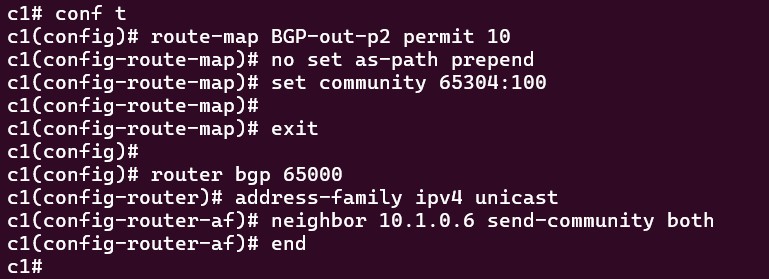 c1# conf t
c1(config)# route-map BGP-out-p2 permit 10
c1(config-route-map)# no set as-path prepend
c1(config-route-map)# set community 65304:100
c1(config-route-map)#
c1(config-route-map)# exit
c1(config)#
c1(config)# router bgp 65000
c1(config-router)# address-family ipv4 unicast
c1(config-router-af)# neighbor 10.1.0.6 send-community both
c1(config-router-af)# end
c1#